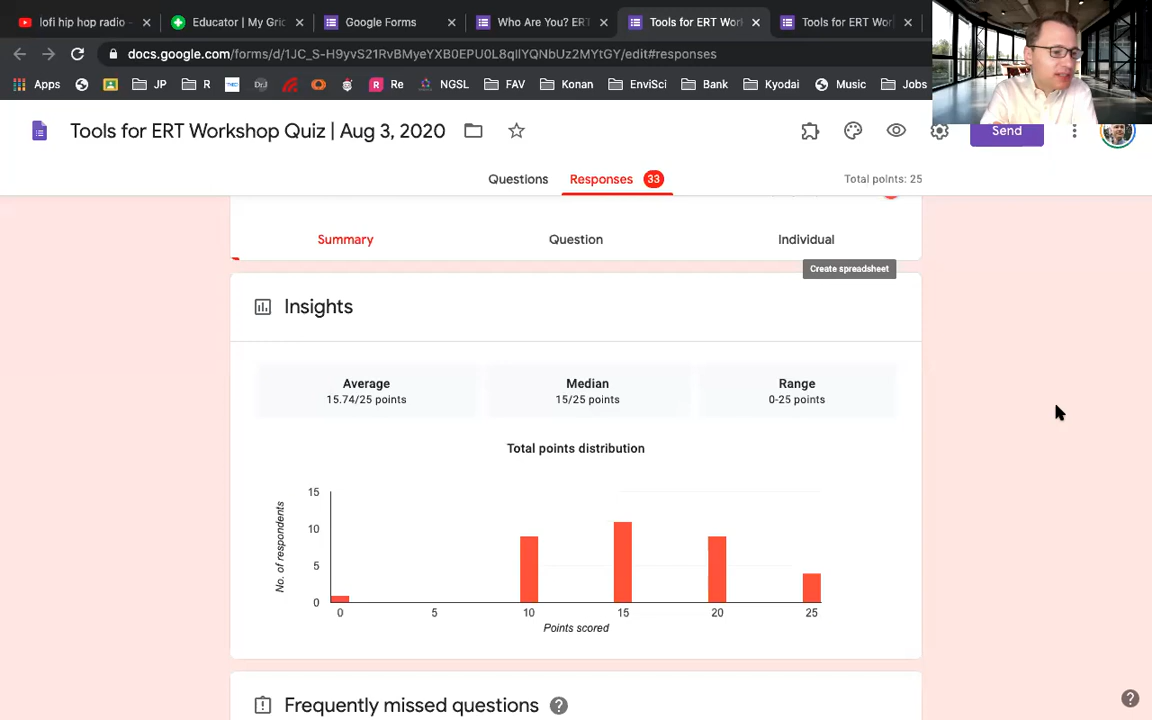 lofi hip hop radio -
Educator | My Gri
Google Forms
Who Are You? ERT
Tools for ERT Wor
Tools for ERT Wor
docs.google.com/forms/d/1JC_S-H9yvS21RvBMyeYXB0EPU0L8qIlYQNbUz2MYtGY/edit#responses
Apps JP R Re NGSL FAV Konan EnviSci Bank Kyodai Music Jobs
Tools for ERT Workshop Quiz | Aug 3, 2020
Send
Questions Responses 33 Total points: 25
Summary Question Individual
Create spreadsheet
Insights
Average Median Range
15.74/25 points 15/25 points 0-25 points
Total points distribution
No. of respondents
15
10
5
0
0 5 10 15 20 25
Points scored
Frequently missed questions ?
?